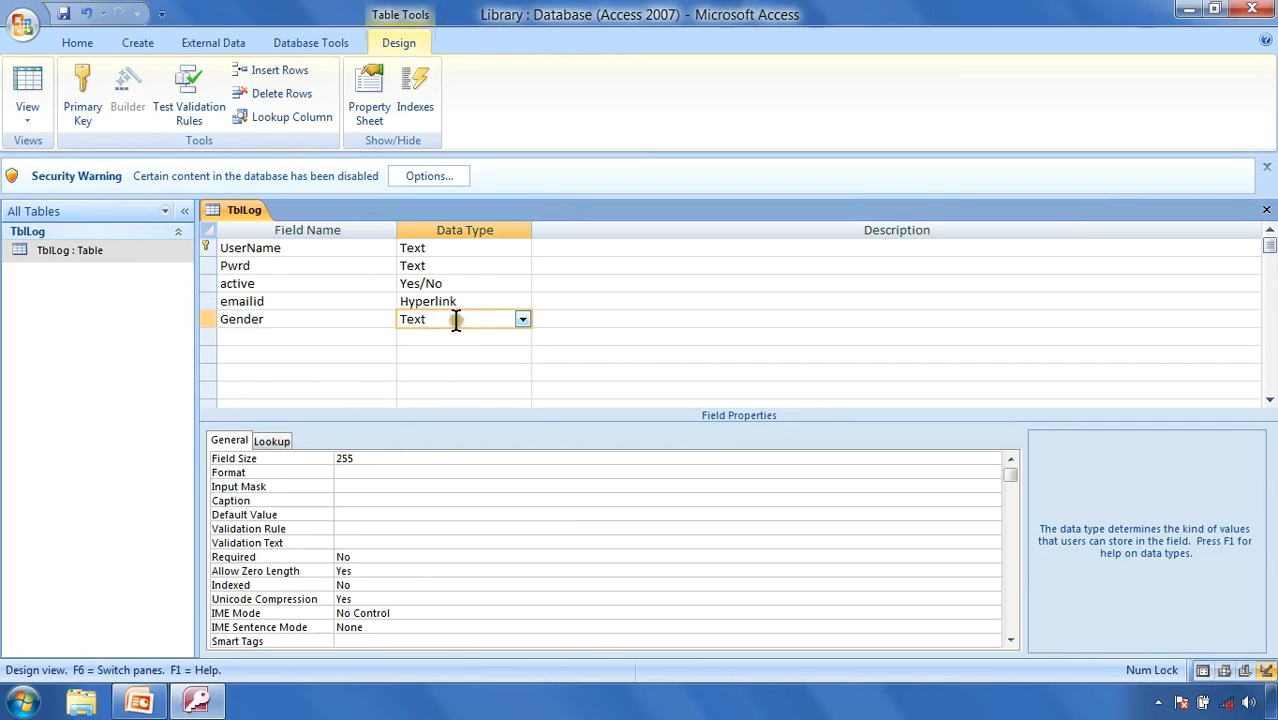 Table Tools
Library : Database (Access 2007) - Microsoft Access
Home
Create
External Data
Database Tools
Design
View
Primary Key
Builder
Test Validation Rules
Insert Rows
Delete Rows
Lookup Column
Property Sheet
Indexes
Views
Tools
Show/Hide
Security Warning
Certain content in the database has been disabled
Options...
All Tables
TblLog
TblLog
TblLog : Table
Field Name
Data Type
Description
UserName
Text
Pwrd
Text
active
Yes/No
emailid
Hyperlink
Gender
Text
Field Properties
General
Lookup
Field Size
255
Format
Input Mask
Caption
Default Value
Validation Rule
Validation Text
Required
No
Allow Zero Length
Yes
Indexed
No
Unicode Compression
Yes
IME Mode
No Control
IME Sentence Mode
None
Smart Tags
The data type determines the kind of values
that users can store in the field. Press F1 for
help on data types.
Design view. F6 = Switch panes. F1 = Help.
Num Lock